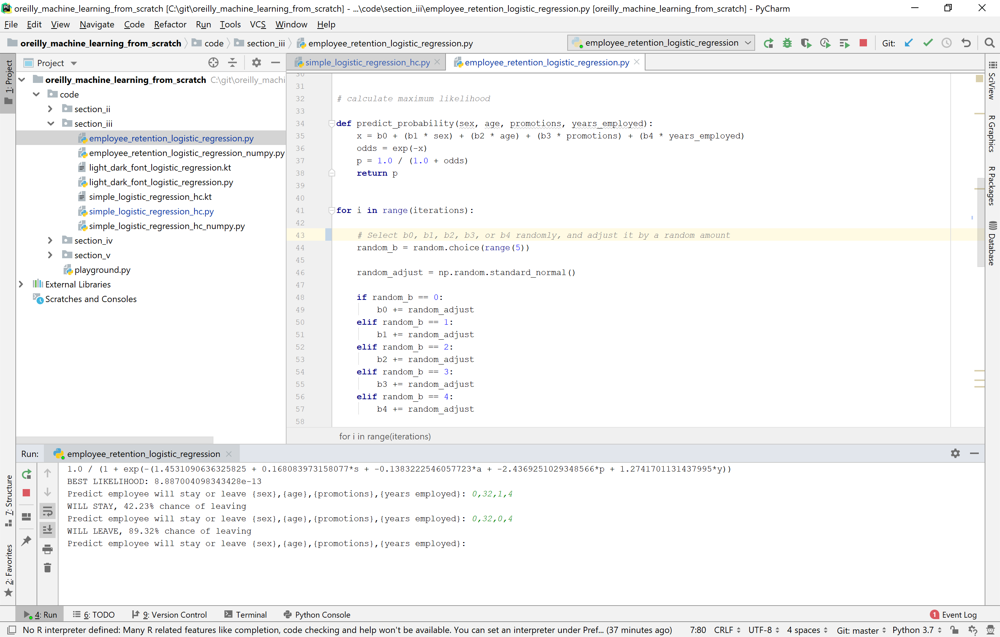 oreilly_machine_learning_from_scratch [C:\git\oreilly_machine_learning_from_scratch] - ...\code\section_iii\employee_retention_logistic_regression.py [oreilly_machine_learning_from_scratch] - PyCharm
File Edit View Navigate Code Refactor Run Tools VCS Window Help
oreilly_machine_learning_from_scratch code section_iii employee_retention_logistic_regression.py employee_retention_logistic_regression Git:
1: Project
Project
oreilly_machine_learning_from_scratch C:\git\oreilly_machi
code
section_ii
section_iii
employee_retention_logistic_regression.py
employee_retention_logistic_regression_numpy.py
light_dark_font_logistic_regression.kt
light_dark_font_logistic_regression.py
simple_logistic_regression_hc.kt
simple_logistic_regression_hc.py
simple_logistic_regression_hc_numpy.py
section_iv
section_v
playground.py
External Libraries
Scratches and Consoles
simple_logistic_regression_hc.py employee_retention_logistic_regression.py
30
31
32 # calculate maximum likelihood
33
34 def predict_probability(sex, age, promotions, years_employed):
35 x = b0 + (b1 * sex) + (b2 * age) + (b3 * promotions) + (b4 * years_employed)
36 odds = exp(-x)
37 p = 1.0 / (1.0 + odds)
38 return p
39
40
41 for i in range(iterations):
42
43 # Select b0, b1, b2, b3, or b4 randomly, and adjust it by a random amount
44 random_b = random.choice(range(5))
45
46 random_adjust = np.random.standard_normal()
47
48 if random_b == 0:
49 b0 += random_adjust
50 elif random_b == 1:
51 b1 += random_adjust
52 elif random_b == 2:
53 b2 += random_adjust
54 elif random_b == 3:
55 b3 += random_adjust
56 elif random_b == 4:
57 b4 += random_adjust
58
for i in range(iterations)
SciView
R Graphics
R Packages
Database
Run: employee_retention_logistic_regression
1.0 / (1 + exp(-(1.4531090636325825 + 0.168083973158077*s + -0.1383222546057723*a + -2.4369251029348566*p + 1.2741701131437995*y))
BEST LIKELIHOOD: 8.887004098343428e-13
Predict employee will stay or leave {sex},{age},{promotions},{years employed}: 0,32,1,4
WILL STAY, 42.23% chance of leaving
Predict employee will stay or leave {sex},{age},{promotions},{years employed}: 0,32,0,4
WILL LEAVE, 89.32% chance of leaving
Predict employee will stay or leave {sex},{age},{promotions},{years employed}:
7: Structure
2: Favorites
4: Run 6: TODO 9: Version Control Terminal Python Console 1 Event Log
No R interpreter defined: Many R related features like completion, code checking and help won't be available. You can set an interpreter under Pref... (37 minutes ago) 7:80 CRLF UTF-8 4 spaces Git: master Python 3.7